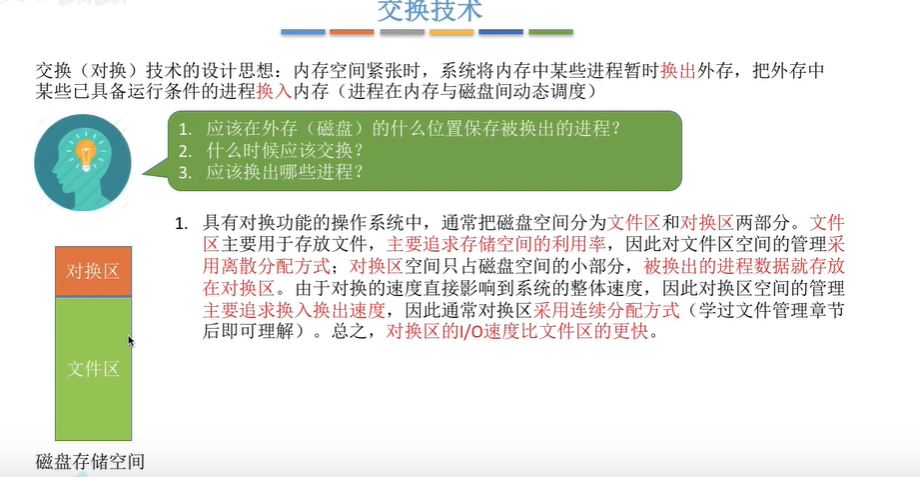 交换技术
交换（对换）技术的设计思想：内存空间紧张时，系统将内存中某些进程暂时换出外存，把外存中
某些已具备运行条件的进程换入内存（进程在内存与磁盘间动态调度）
1. 应该在外存（磁盘）的什么位置保存被换出的进程？
2. 什么时候应该交换？
3. 应该换出哪些进程？
1. 具有对换功能的操作系统中，通常把磁盘空间分为文件区和对换区两部分。文件
区主要用于存放文件，主要追求存储空间的利用率，因此对文件区空间的管理采
用离散分配方式；对换区空间只占磁盘空间的小部分，被换出的进程数据就存放
在对换区。由于对换的速度直接影响到系统的整体速度，因此对换区空间的管理
主要追求换入换出速度，因此通常对换区采用连续分配方式（学过文件管理章节
后即可理解）。总之，对换区的I/O速度比文件区的更快。
对换区
文件区
磁盘存储空间